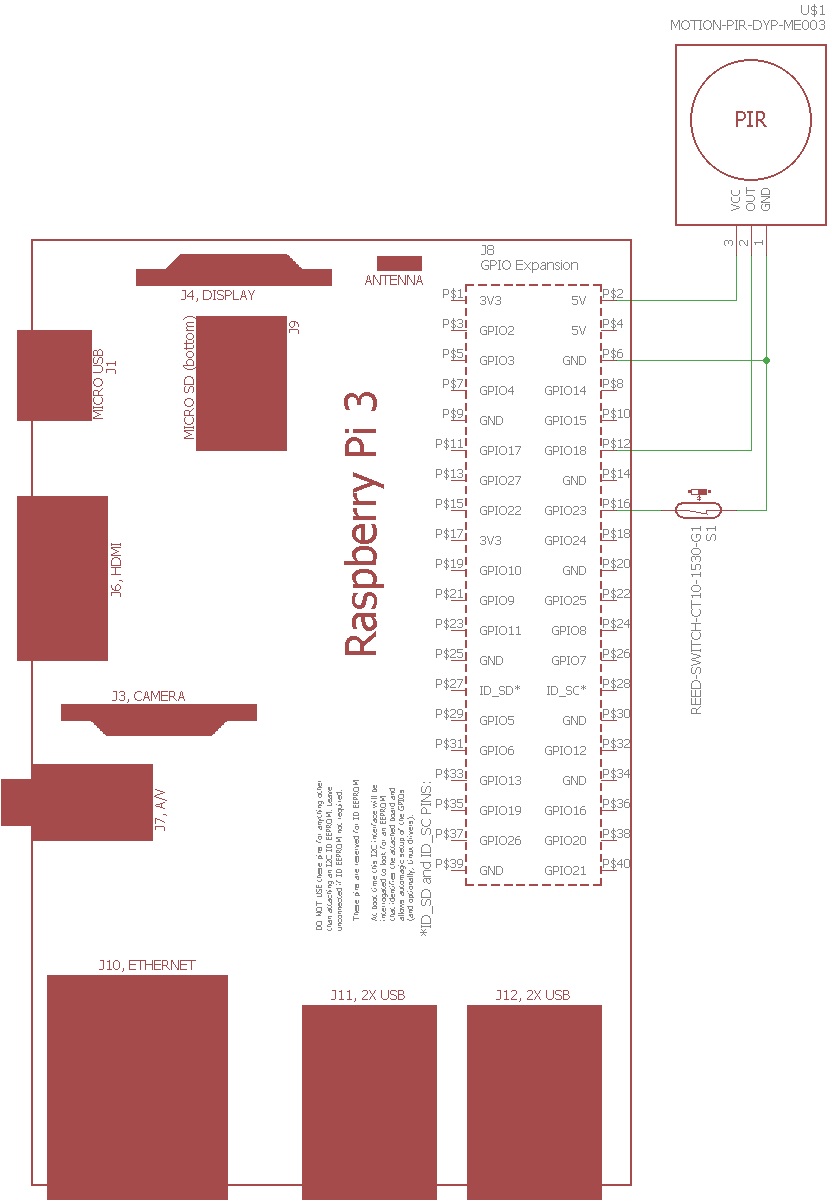 U$1
MOTION-PIR-DYP-ME003
PIR
VCC
OUT
GND
3
2
1
J8
GPIO Expansion
ANTENNA
J4, DISPLAY
J9
MICRO SD (bottom)
J1
MICRO USB
Raspberry Pi 3
J6, HDMI
J3, CAMERA
J7, A/V
P$1 3V3 5V P$2
P$3 GPIO2 5V P$4
P$5 GPIO3 GND P$6
P$7 GPIO4 GPIO14 P$8
P$9 GND GPIO15 P$10
P$11 GPIO17 GPIO18 P$12
P$13 GPIO27 GND P$14
P$15 GPIO22 GPIO23 P$16
P$17 3V3 GPIO24 P$18
P$19 GPIO10 GND P$20
P$21 GPIO9 GPIO25 P$22
P$23 GPIO11 GPIO8 P$24
P$25 GND GPIO7 P$26
P$27 ID_SD* ID_SC* P$28
P$29 GPIO5 GND P$30
P$31 GPIO6 GPIO12 P$32
P$33 GPIO13 GND P$34
P$35 GPIO19 GPIO16 P$36
P$37 GPIO26 GPIO20 P$38
P$39 GND GPIO21 P$40
REED-SWITCH-CT10-1530-G1
S1
*ID_SD and ID_SC PINS:
These pins are reserved for ID EEPROM
At boot time this I2C interface will be
interrogated to look for an EEPROM
that identifies the attached board and
allows automagic setup of the GPIOs
(and optionally, Linux drivers).
DO NOT USE these pins for anything other
than attaching an I2C ID EEPROM. Leave
unconnected if ID EEPROM not required.
J10, ETHERNET
J11, 2X USB
J12, 2X USB